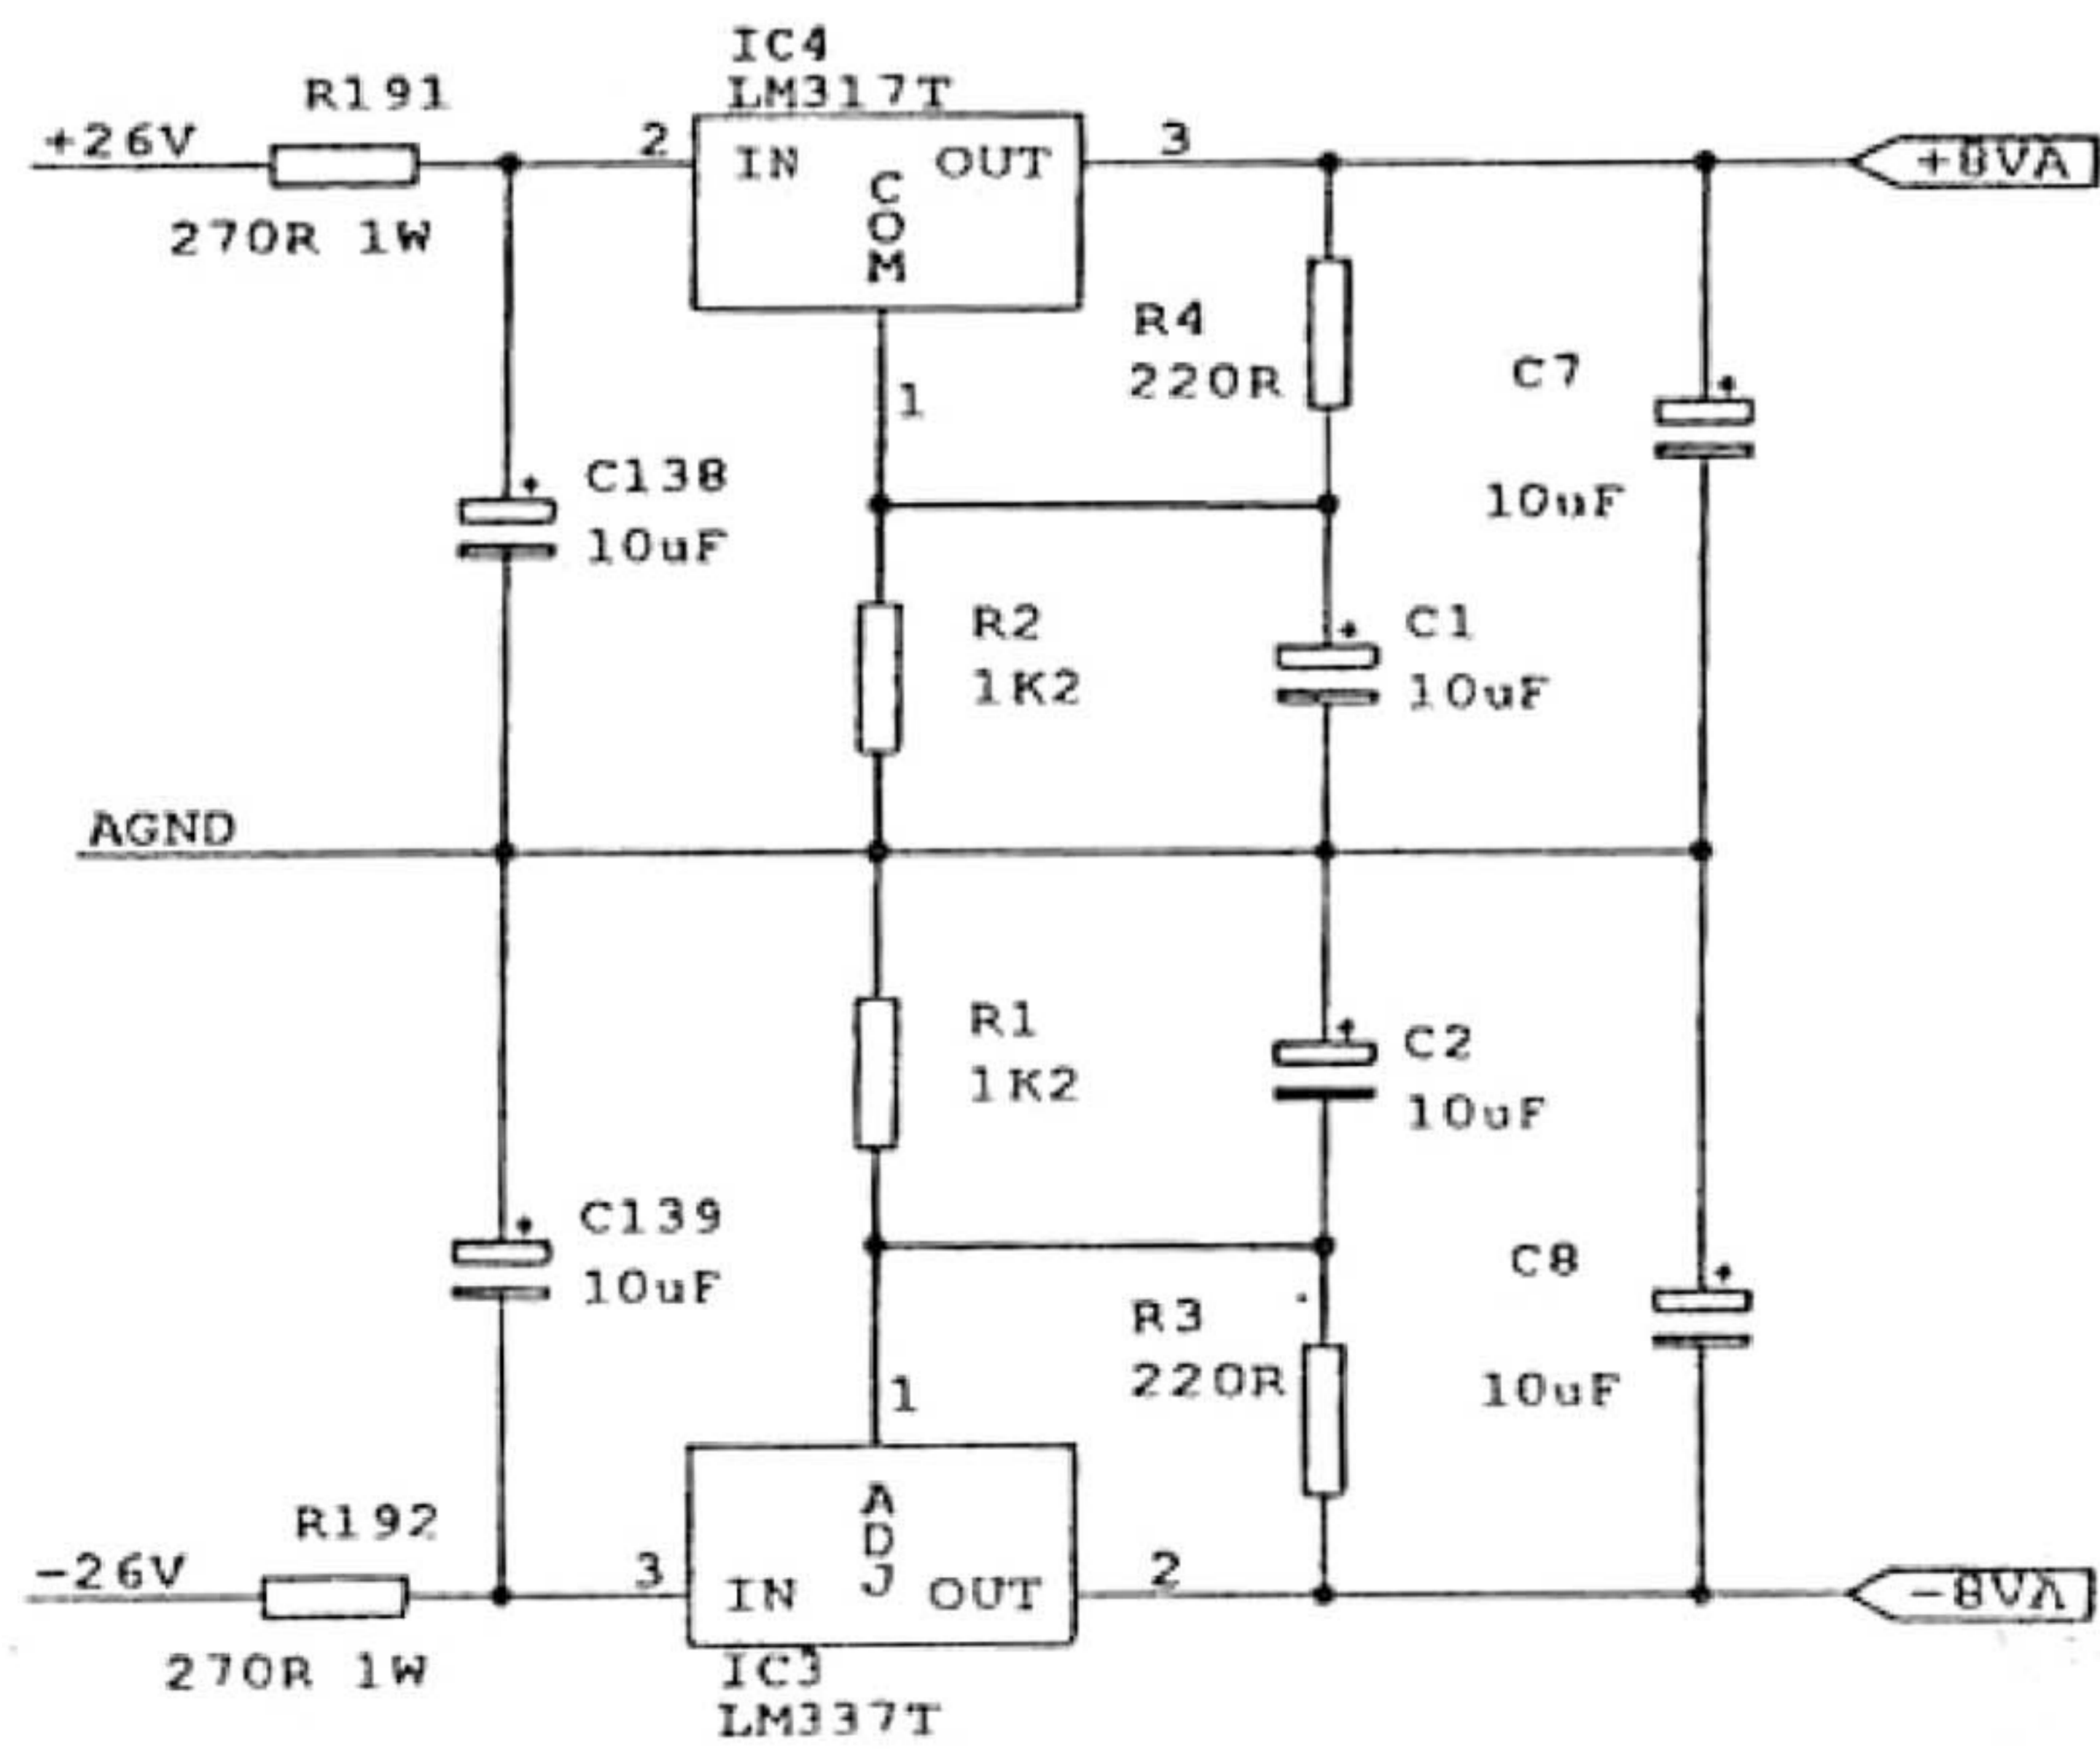 IC4
LM317T
R191
+26V
2
IN
COM
OUT
3
+8VA
270R 1W
R4
220R
1
C7
10uF
C138
10uF
R2
1K2
C1
10uF
AGND
R1
1K2
C2
10uF
C139
10uF
C8
10uF
R3
220R
1
R192
-26V
3
IN
ADJ
OUT
2
-8VA
270R 1W
IC3
LM337T